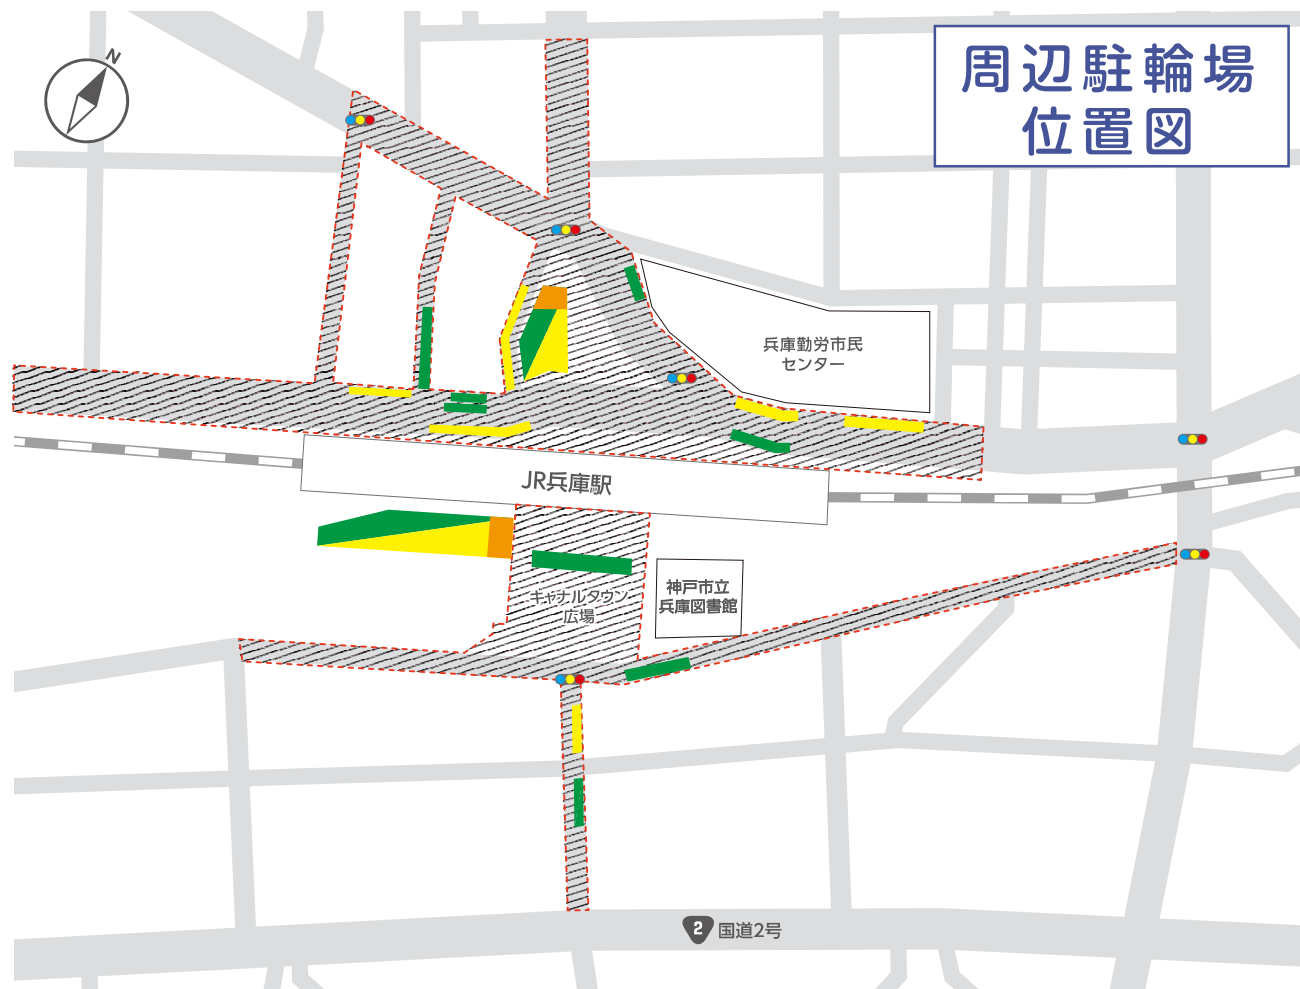 N
周辺駐輪場
位置図
兵庫勤労市民
センター
JR兵庫駅
キャナルタウン
広場
神戸市立
兵庫図書館
2
国道2号